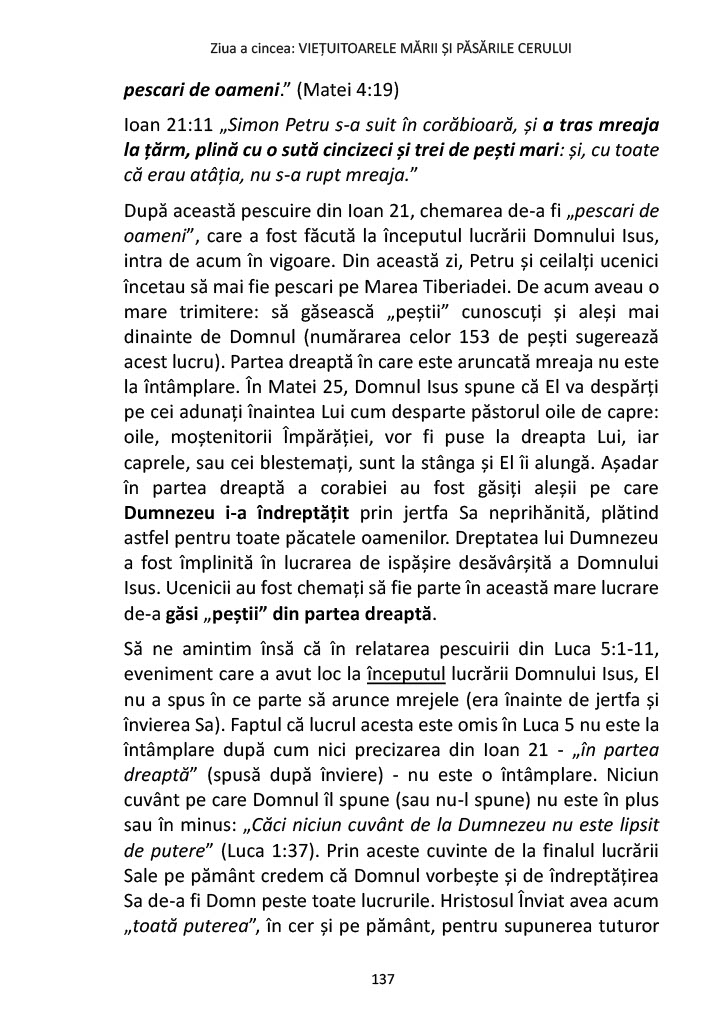 Ziua a cincea: VIEȚUITOARELE MĂRII ȘI PĂSĂRILE CERULUI
pescari de oameni.” (Matei 4:19)
Ioan 21:11 „Simon Petru s-a suit în corăbioară, și a tras mreaja
la țărm, plină cu o sută cincizeci și trei de pești mari: și, cu toate
că erau atâția, nu s-a rupt mreaja.”
După această pescuire din Ioan 21, chemarea de-a fi „pescari de
oameni”, care a fost făcută la începutul lucrării Domnului Isus,
intra de acum în vigoare. Din această zi, Petru și ceilalți ucenici
încetau să mai fie pescari pe Marea Tiberiadei. De acum aveau o
mare trimitere: să găsească „peștii” cunoscuți și aleși mai
dinainte de Domnul (numărarea celor 153 de pești sugerează
acest lucru). Partea dreaptă în care este aruncată mreaja nu este
la întâmplare. În Matei 25, Domnul Isus spune că El va despărți
pe cei adunați înaintea Lui cum desparte păstorul oile de capre:
oile, moștenitorii Împărăției, vor fi puse la dreapta Lui, iar
caprele, sau cei blestemați, sunt la stânga și El îi alungă. Așadar
în partea dreaptă a corabiei au fost găsiți aleșii pe care
Dumnezeu i-a îndreptățit prin jertfa Sa neprihănită, plătind
astfel pentru toate păcatele oamenilor. Dreptatea lui Dumnezeu
a fost împlinită în lucrarea de ispășire desăvârșită a Domnului
Isus. Ucenicii au fost chemați să fie parte în această mare lucrare
de-a găsi „peștii” din partea dreaptă.
Să ne amintim însă că în relatarea pescuirii din Luca 5:1-11,
eveniment care a avut loc la începutul lucrării Domnului Isus, El
nu a spus în ce parte să arunce mrejele (era înainte de jertfa și
învierea Sa). Faptul că lucrul acesta este omis în Luca 5 nu este la
întâmplare după cum nici precizarea din Ioan 21 - „în partea
dreaptă” (spusă după înviere) - nu este o întâmplare. Niciun
cuvânt pe care Domnul îl spune (sau nu-l spune) nu este în plus
sau în minus: „Căci niciun cuvânt de la Dumnezeu nu este lipsit
de putere” (Luca 1:37). Prin aceste cuvinte de la finalul lucrării
Sale pe pământ credem că Domnul vorbește și de îndreptățirea
Sa de-a fi Domn peste toate lucrurile. Hristosul Înviat avea acum
„toată puterea”, în cer și pe pământ, pentru supunerea tuturor
137